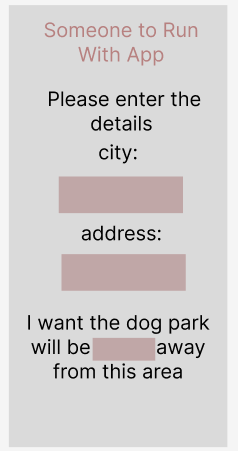 Someone to Run
With App
Please enter the
details
city:
address:
I want the dog park
will be away
from this area